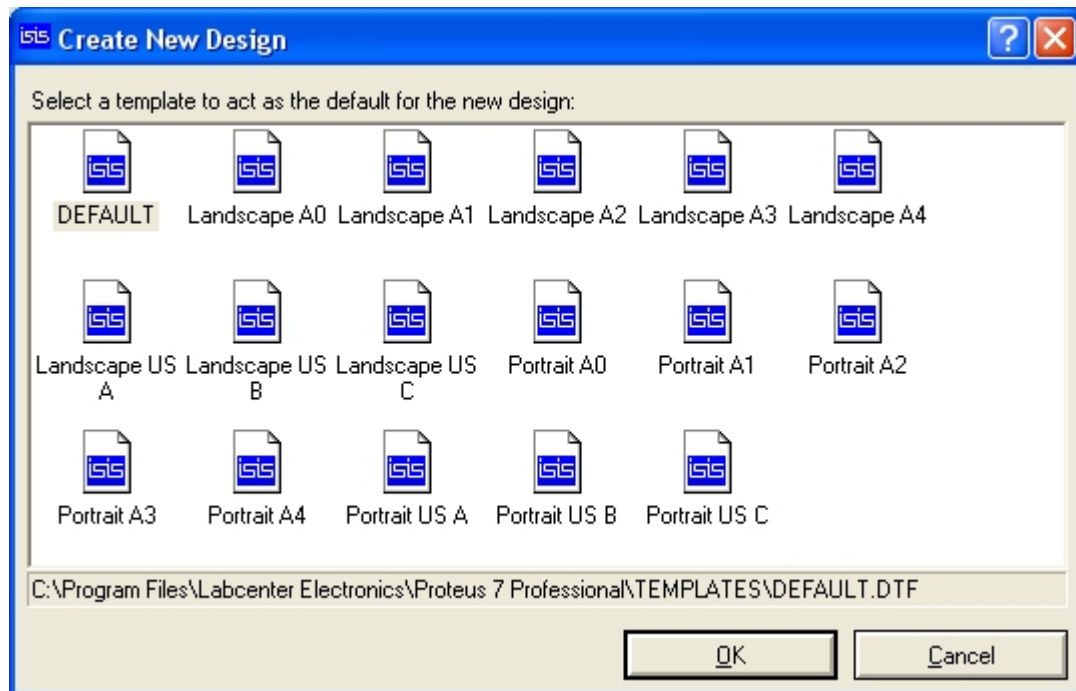 isis Create New Design
Select a template to act as the default for the new design:
isis isis isis isis isis isis
DEFAULT Landscape A0 Landscape A1 Landscape A2 Landscape A3 Landscape A4
isis isis isis isis isis isis
Landscape US Landscape US Landscape US Portrait A0 Portrait A1 Portrait A2
A B C
isis isis isis isis isis
Portrait A3 Portrait A4 Portrait US A Portrait US B Portrait US C
C:\Program Files\Labcenter Electronics\Proteus 7 Professional\TEMPLATES\DEFAULT.DTF
OK Cancel